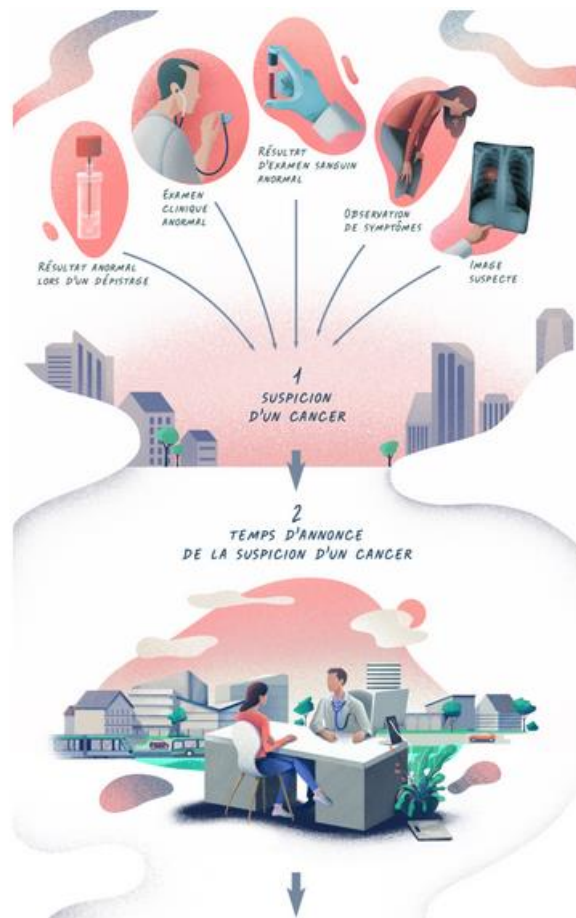 RÉSULTAT ANORMAL
LORS D'UN DÉPISTAGE
EXAMEN
CLINIQUE
ANORMAL
RÉSULTAT
D'EXAMEN SANGUIN
ANORMAL
OBSERVATION
DE SYMPTÔMES
IMAGE
SUSPECTE
1
SUSPICION
D'UN CANCER
2
TEMPS D'ANNONCE
DE LA SUSPICION D'UN CANCER